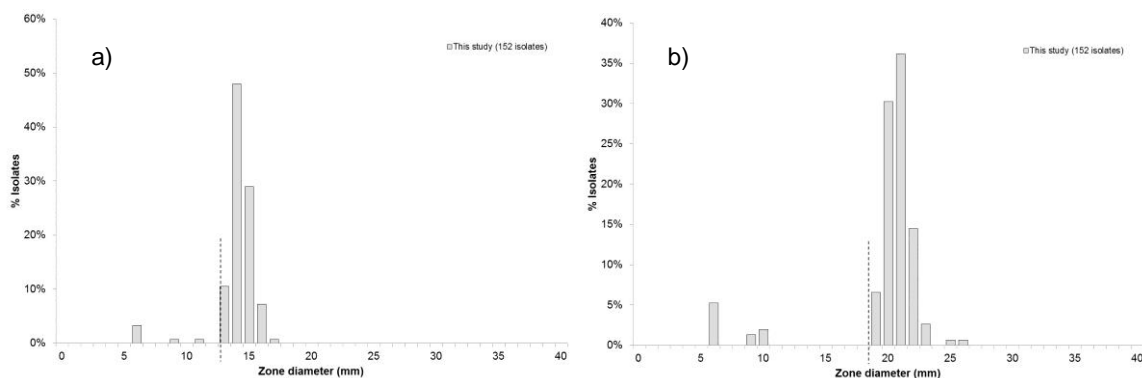 a)
60%
50%
40%
30%
20%
10%
0%
% Isolates
This study (152 isolates)
0 5 10 15 20 25 30 35 40
Zone diameter (mm)
b)
40%
35%
30%
25%
20%
15%
10%
5%
0%
% Isolates
This study (152 isolates)
0 5 10 15 20 25 30 35 40
Zone diameter (mm)